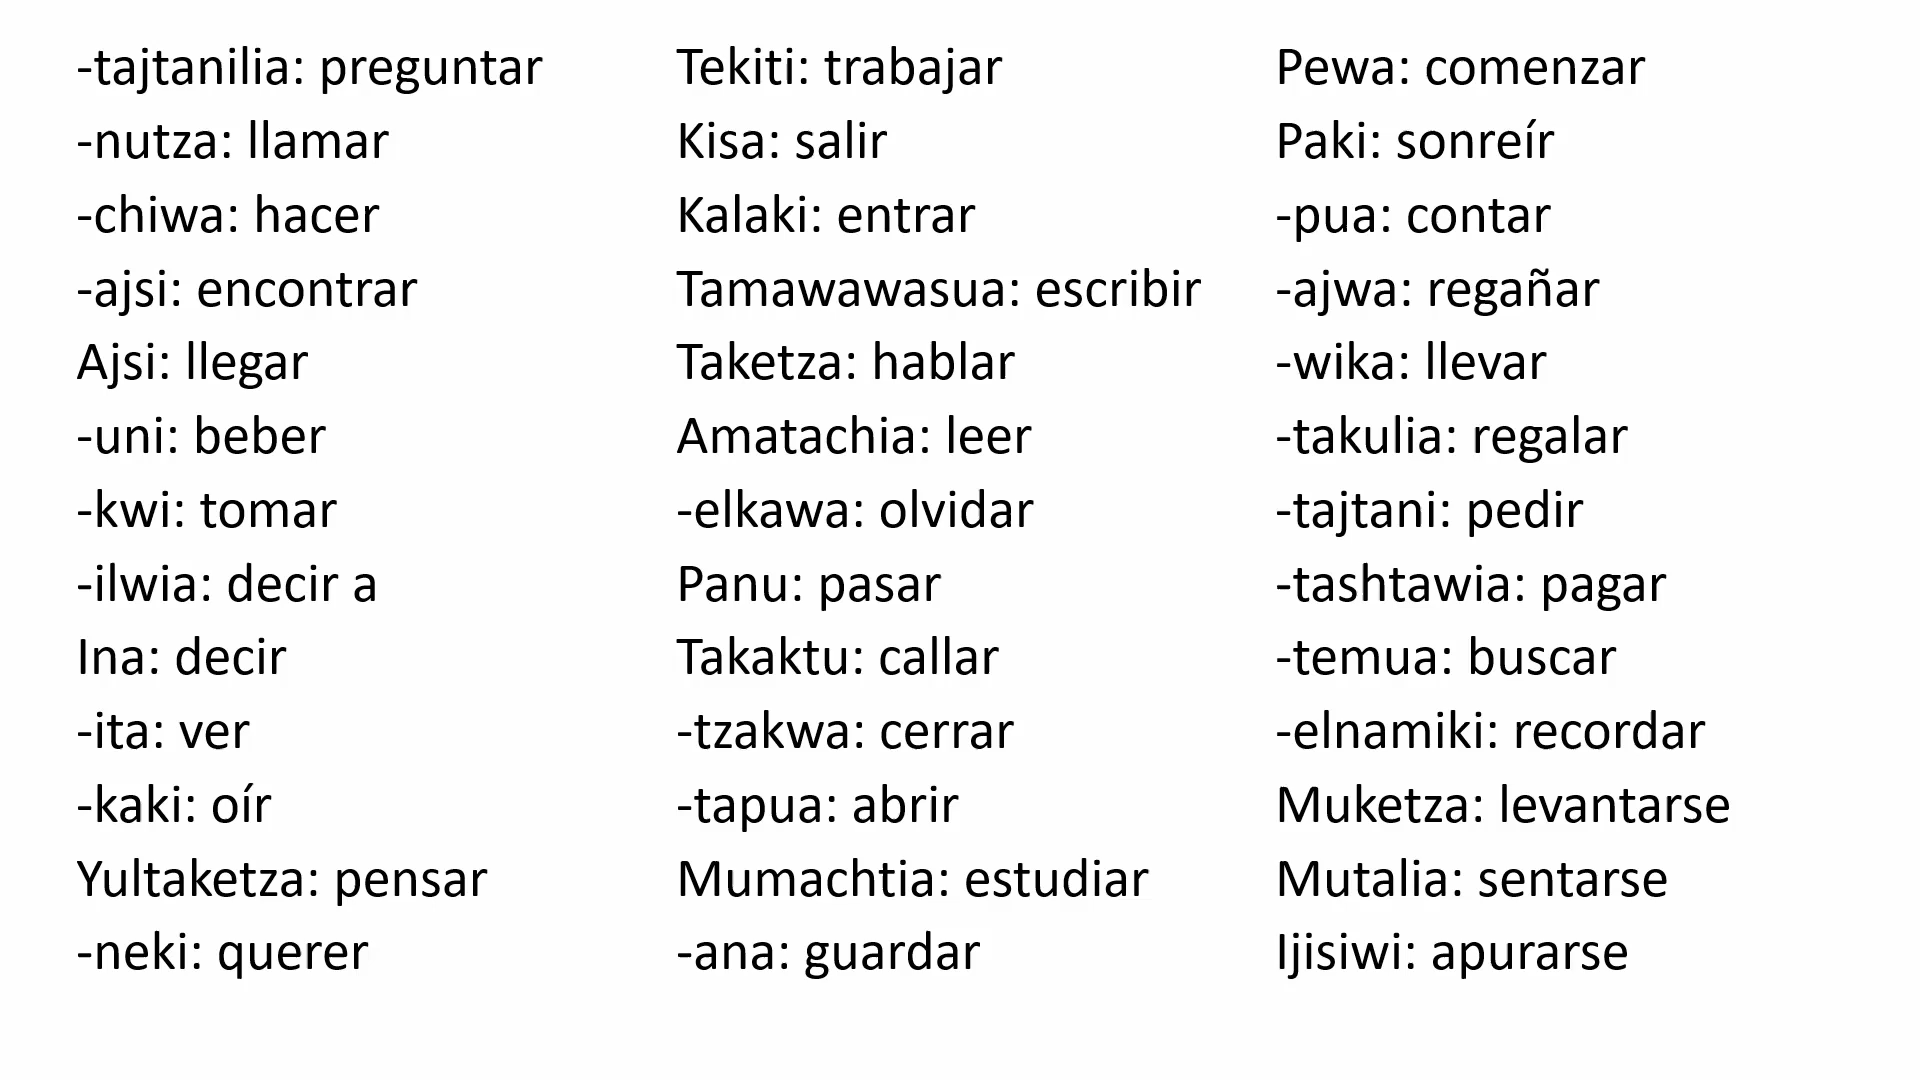 -tajtanilia: preguntar
-nutza: llamar
-chiwa: hacer
-ajsi: encontrar
Ajsi: llegar
-uni: beber
-kwi: tomar
-ilwia: decir a
Ina: decir
-ita: ver
-kaki: oír
Yultaketza: pensar
-neki: querer
Tekiti: trabajar
Kisa: salir
Kalaki: entrar
Tamawawasua: escribir
Taketza: hablar
Amatachia: leer
-elkawa: olvidar
Panu: pasar
Takaktu: callar
-tzakwa: cerrar
-tapua: abrir
Mumachtia: estudiar
-ana: guardar
Pewa: comenzar
Paki: sonreír
-pua: contar
-ajwa: regañar
-wika: llevar
-takulia: regalar
-tajtani: pedir
-tashtawia: pagar
-temua: buscar
-elnamiki: recordar
Muketza: levantarse
Mutalia: sentarse
Ijisiwi: apurarse